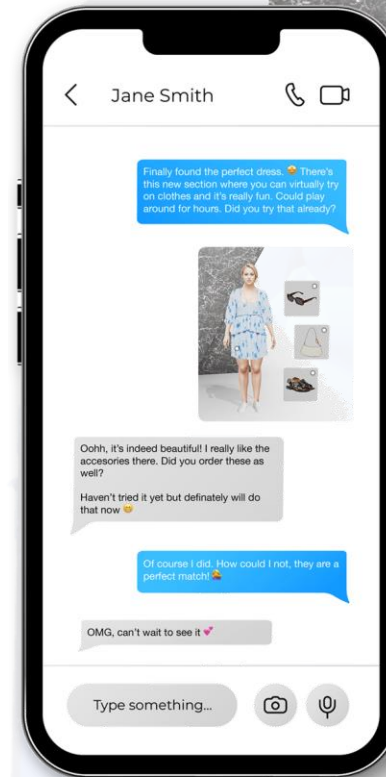 Jane Smith
Finally found the perfect dress. 🤩 There's
this new section where you can virtually try
on clothes and it's really fun. Could play
around for hours. Did you try that already?
Oohh, it's indeed beautiful! I really like the
accesories there. Did you order these as
well?
Haven't tried it yet but definately will do
that now 😁
Of course I did. How could I not, they are a
perfect match! 💁‍♀️
OMG, can't wait to see it 💕
Type something...